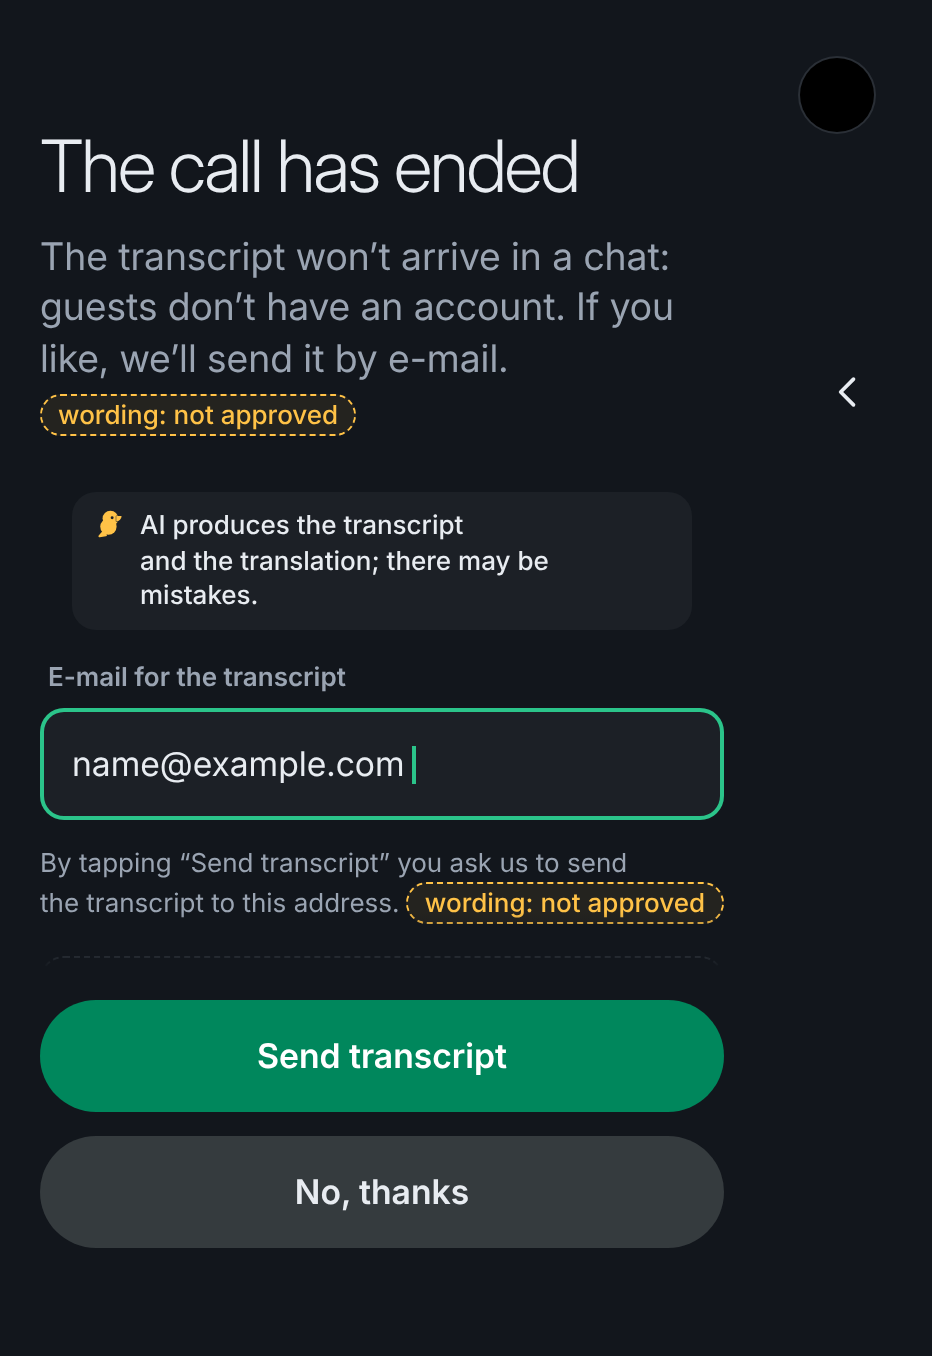 The call has ended
The transcript won’t arrive in a chat:
guests don’t have an account. If you
like, we’ll send it by e-mail.
wording: not approved
AI produces the transcript
and the translation; there may be
mistakes.
E-mail for the transcript
name@example.com
By tapping “Send transcript” you ask us to send
the transcript to this address. wording: not approved
Send transcript
No, thanks